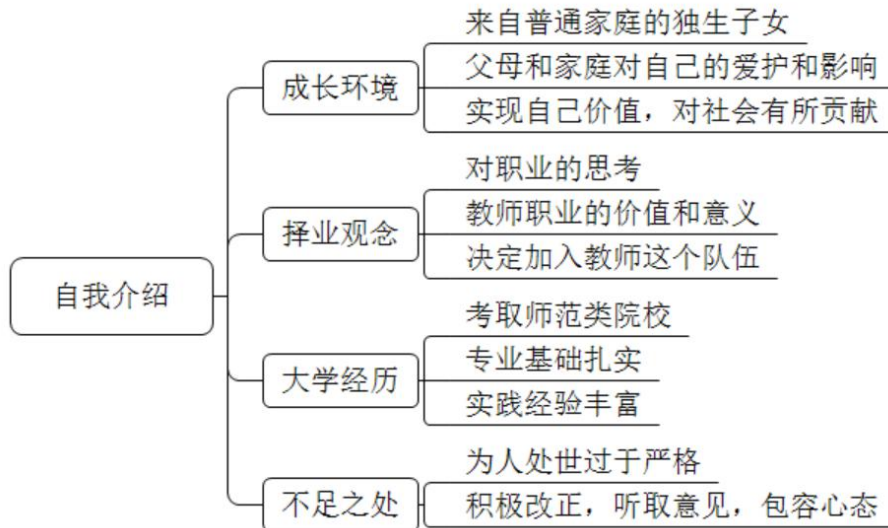 自我介绍
成长环境
来自普通家庭的独生子女
父母和家庭对自己的爱护和影响
实现自己价值，对社会有所贡献
择业观念
对职业的思考
教师职业的价值和意义
决定加入教师这个队伍
大学经历
考取师范类院校
专业基础扎实
实践经验丰富
不足之处
为人处世过于严格
积极改正，听取意见，包容心态